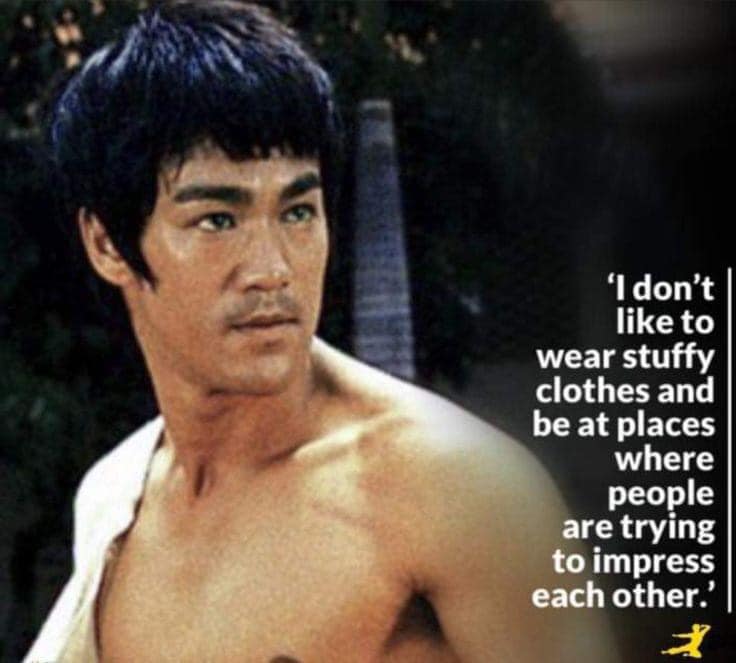 ‘I don’t
like to
wear stuffy
clothes and
be at places
where
people
are trying
to impress
each other.’